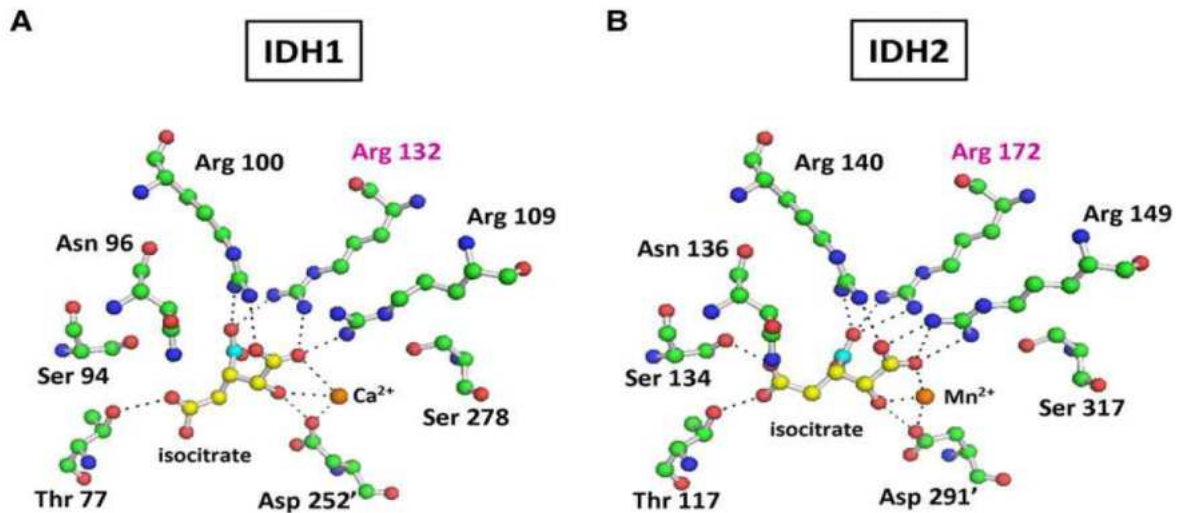 A
IDH1
Arg 100
Arg 132
Arg 109
Asn 96
Ser 94
Ca²⁺
Ser 278
isocitrate
Thr 77
Asp 252’
B
IDH2
Arg 140
Arg 172
Arg 149
Asn 136
Ser 134
Mn²⁺
Ser 317
isocitrate
Thr 117
Asp 291’